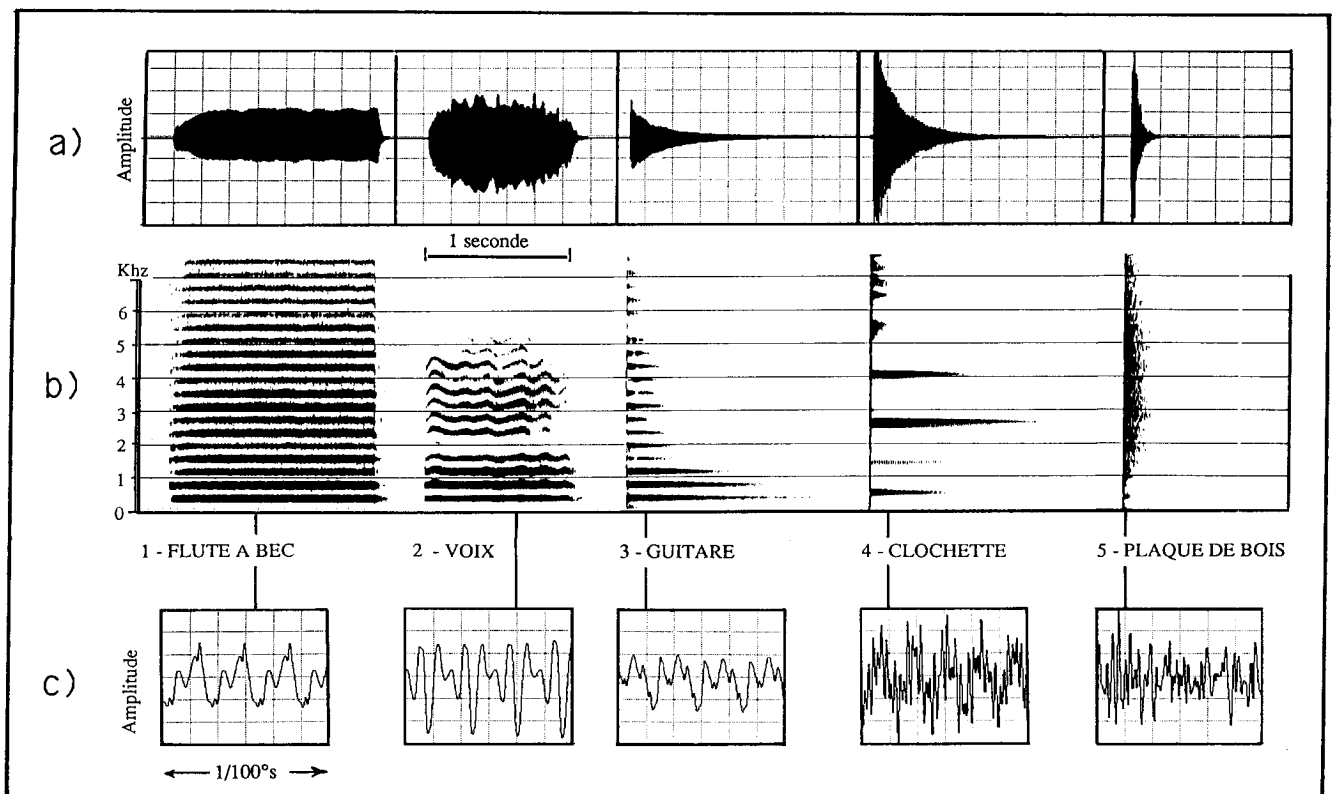 a)
Amplitude
1 seconde
Khz
6
5
4
3
2
1
0
b)
1 - FLUTE A BEC
2 - VOIX
3 - GUITARE
4 - CLOCHETTE
5 - PLAQUE DE BOIS
c)
Amplitude
1/100°s